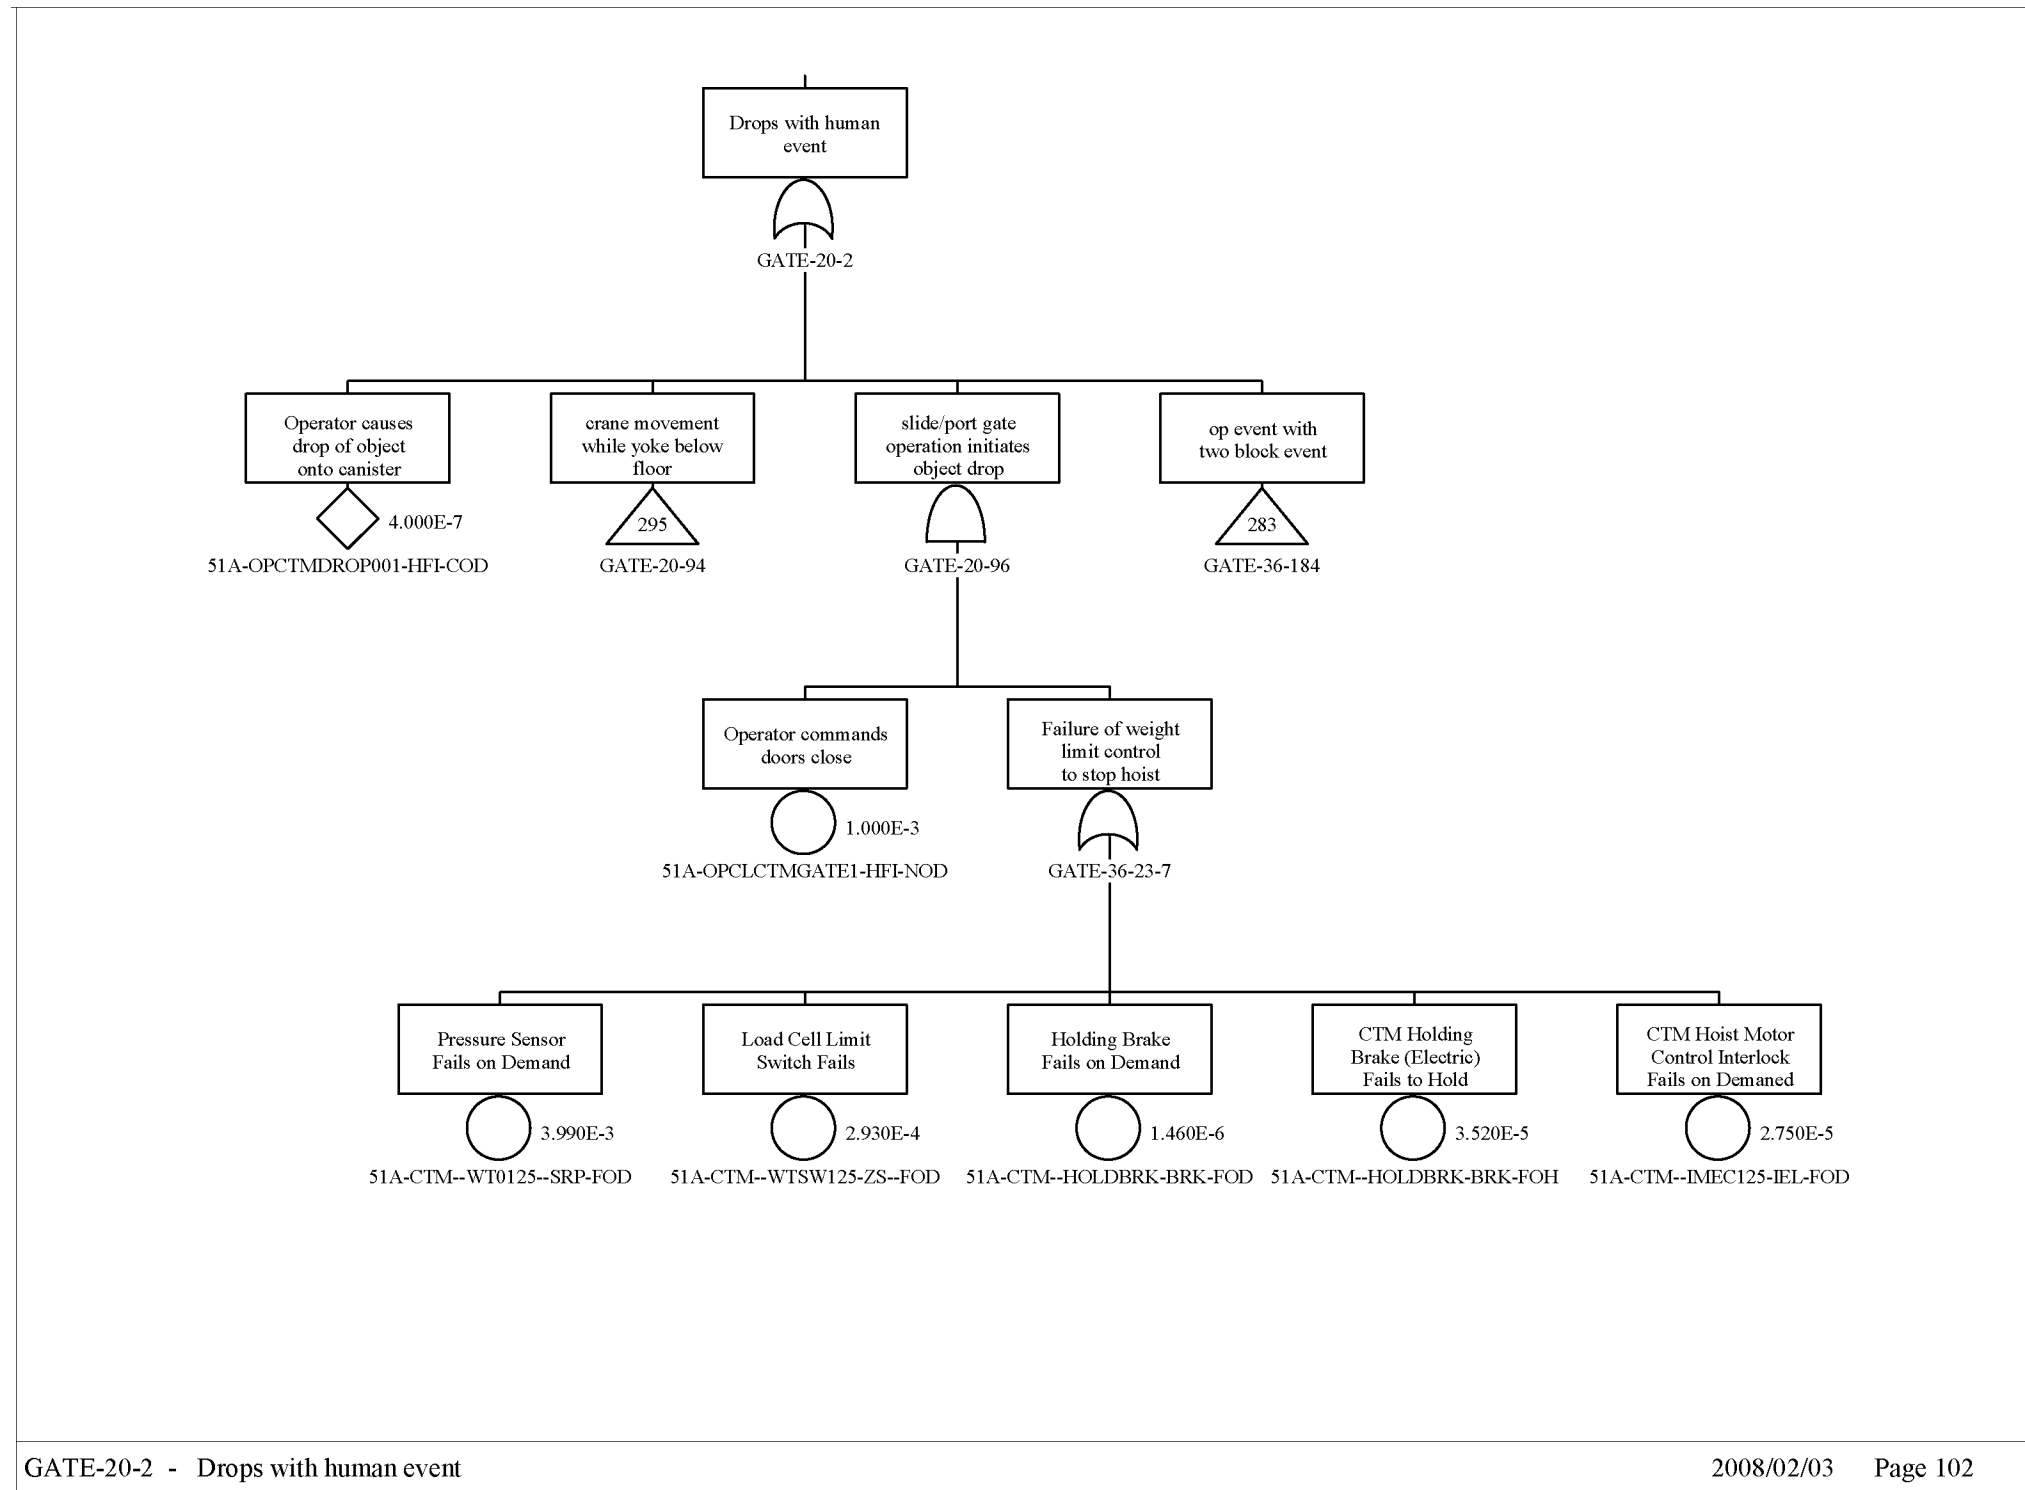 Drops with human
event
GATE-20-2
Operator causes
drop of object
onto canister
4.000E-7
51A-OPCTMDROP001-HFI-COD
crane movement
while yoke below
floor
295
GATE-20-94
slide/port gate
operation initiates
object drop
GATE-20-96
op event with
two block event
283
GATE-36-184
Operator commands
doors close
1.000E-3
51A-OPCLCTMGATE1-HFI-NOD
Failure of weight
limit control
to stop hoist
GATE-36-23-7
Pressure Sensor
Fails on Demand
3.990E-3
51A-CTM--WT0125--SRP-FOD
Load Cell Limit
Switch Fails
2.930E-4
51A-CTM--WTSW125-ZS--FOD
Holding Brake
Fails on Demand
1.460E-6
51A-CTM--HOLDBRK-BRK-FOD
CTM Holding
Brake (Electric)
Fails to Hold
3.520E-5
51A-CTM--HOLDBRK-BRK-FOH
CTM Hoist Motor
Control Interlock
Fails on Demaned
2.750E-5
51A-CTM--IMEC125-IEL-FOD
GATE-20-2 - Drops with human event
2008/02/03 Page 102